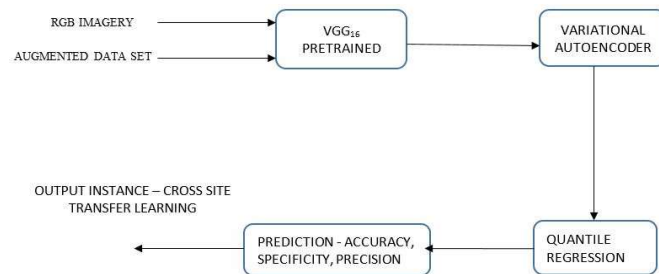 RGB IMAGERY
AUGMENTED DATA SET
VGG₁₆
PRETRAINED
VARIATIONAL
AUTOENCODER
OUTPUT INSTANCE – CROSS SITE
TRANSFER LEARNING
PREDICTION - ACCURACY,
SPECIFICITY, PRECISION
QUANTILE
REGRESSION